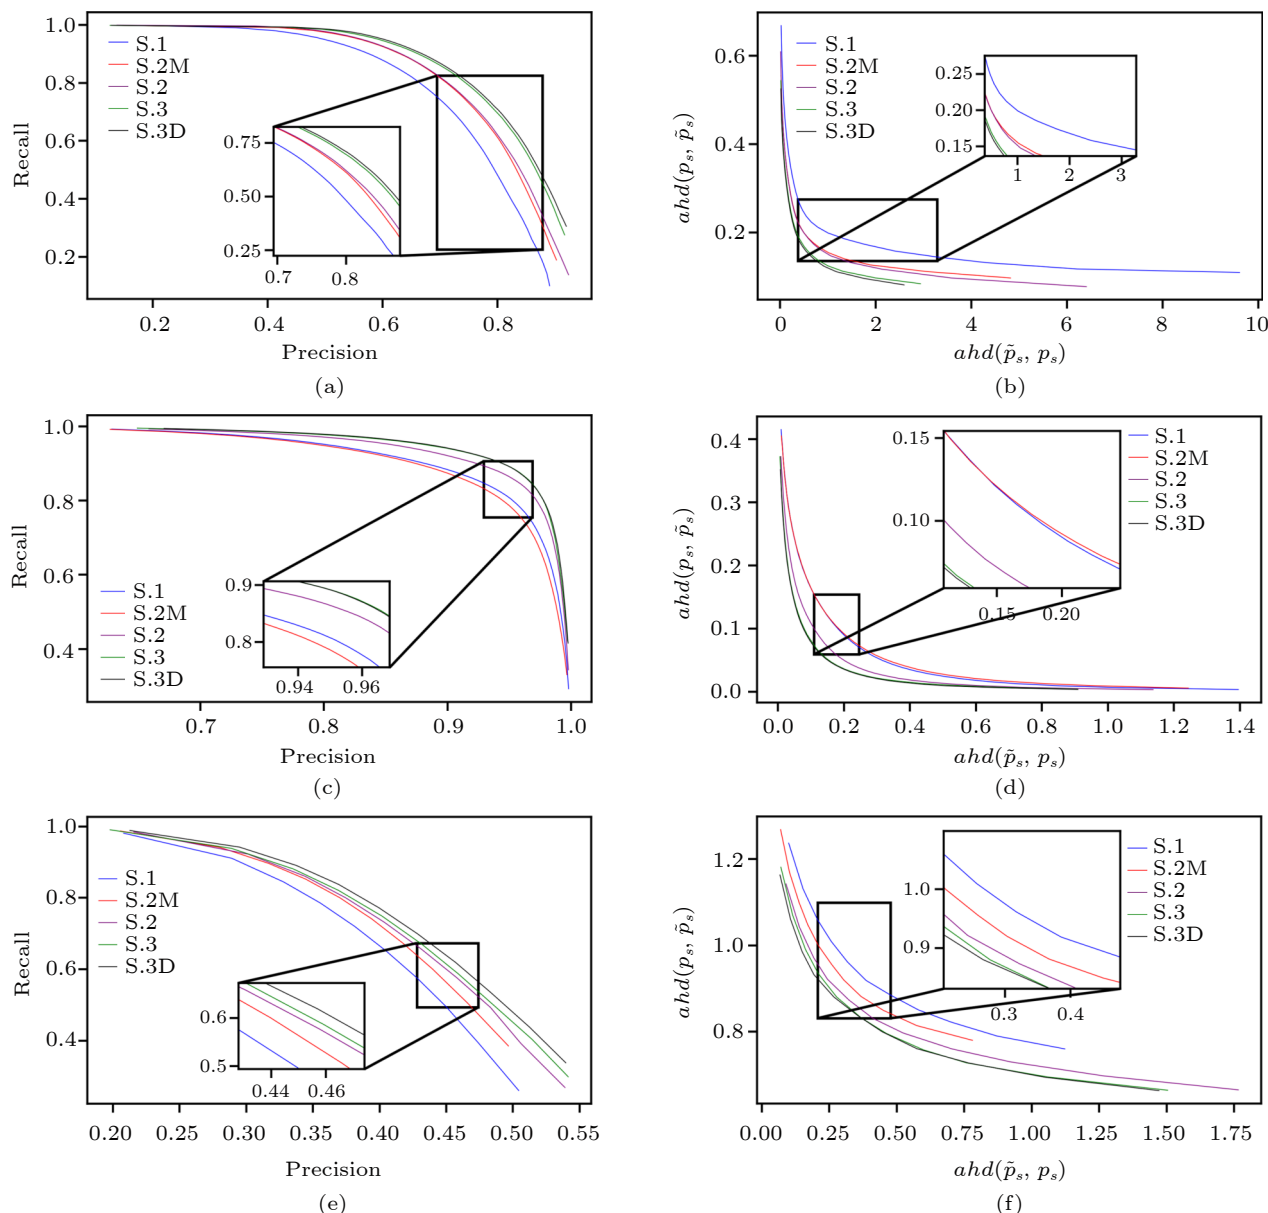 1.0
0.8
0.6
0.4
0.2
Recall
S.1
S.2M
S.2
S.3
S.3D
0.75
0.50
0.25
0.7 0.8
0.2 0.4 0.6 0.8
Precision
(a)
0.6
0.4
0.2
ahd(p_s, p̃_s)
S.1
S.2M
S.2
S.3
S.3D
0.25
0.20
0.15
1 2 3
0 2 4 6 8 10
ahd(p̃_s, p_s)
(b)
1.0
0.8
0.6
0.4
Recall
S.1
S.2M
S.2
S.3
S.3D
0.9
0.8
0.94 0.96
0.7 0.8 0.9 1.0
Precision
(c)
0.4
0.3
0.2
0.1
0.0
ahd(p_s, p̃_s)
0.15
0.10
0.15 0.20
S.1
S.2M
S.2
S.3
S.3D
0.0 0.2 0.4 0.6 0.8 1.0 1.2 1.4
ahd(p̃_s, p_s)
(d)
1.0
0.8
0.6
0.4
Recall
S.1
S.2M
S.2
S.3
S.3D
0.6
0.5
0.44 0.46
0.20 0.25 0.30 0.35 0.40 0.45 0.50 0.55
Precision
(e)
1.2
1.0
0.8
ahd(p_s, p̃_s)
1.0
0.9
0.3 0.4
S.1
S.2M
S.2
S.3
S.3D
0.00 0.25 0.50 0.75 1.00 1.25 1.50 1.75
ahd(p̃_s, p_s)
(f)